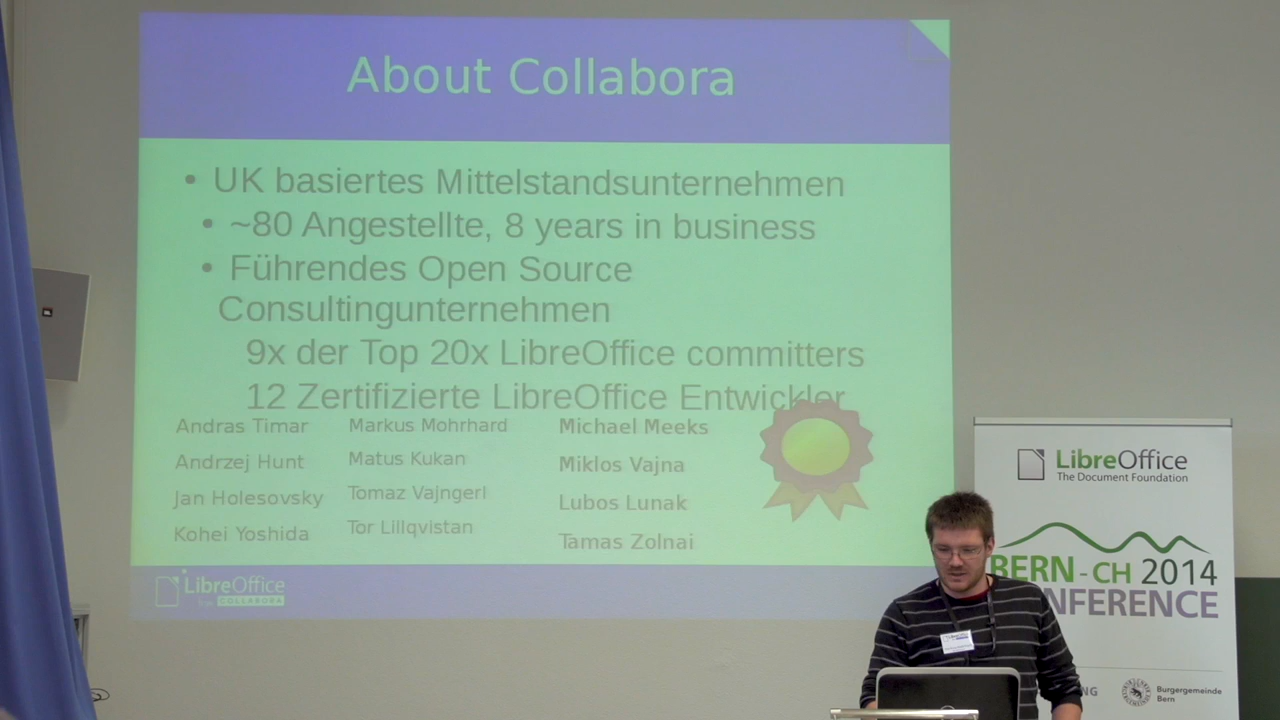 About Collabora
• UK basiertes Mittelstandsunternehmen
• ~80 Angestellte, 8 years in business
• Führendes Open Source
Consultingunternehmen
9x der Top 20x LibreOffice committers
12 Zertifizierte LibreOffice Entwickler
Andras Timar
Andrzej Hunt
Jan Holesovsky
Kohei Yoshida
Markus Mohrhard
Matus Kukan
Tomaz Vajngerl
Tor Lillqvistan
Michael Meeks
Miklos Vajna
Lubos Lunak
Tamas Zolnai
LibreOffice
COLLABORA
LibreOffice
The Document Foundation
BERN - CH 2014
NFERENCE
NG
Burgergemeinde
Bern